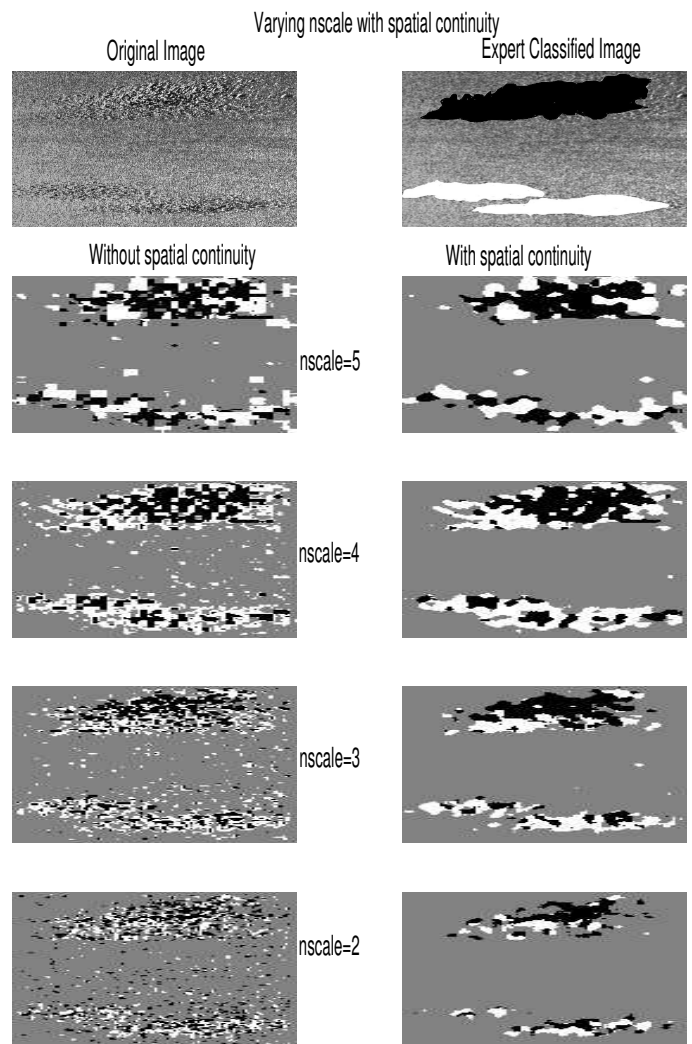 Varying nscale with spatial continuity
Original Image
Expert Classified Image
Without spatial continuity
With spatial continuity
nscale=5
nscale=4
nscale=3
nscale=2